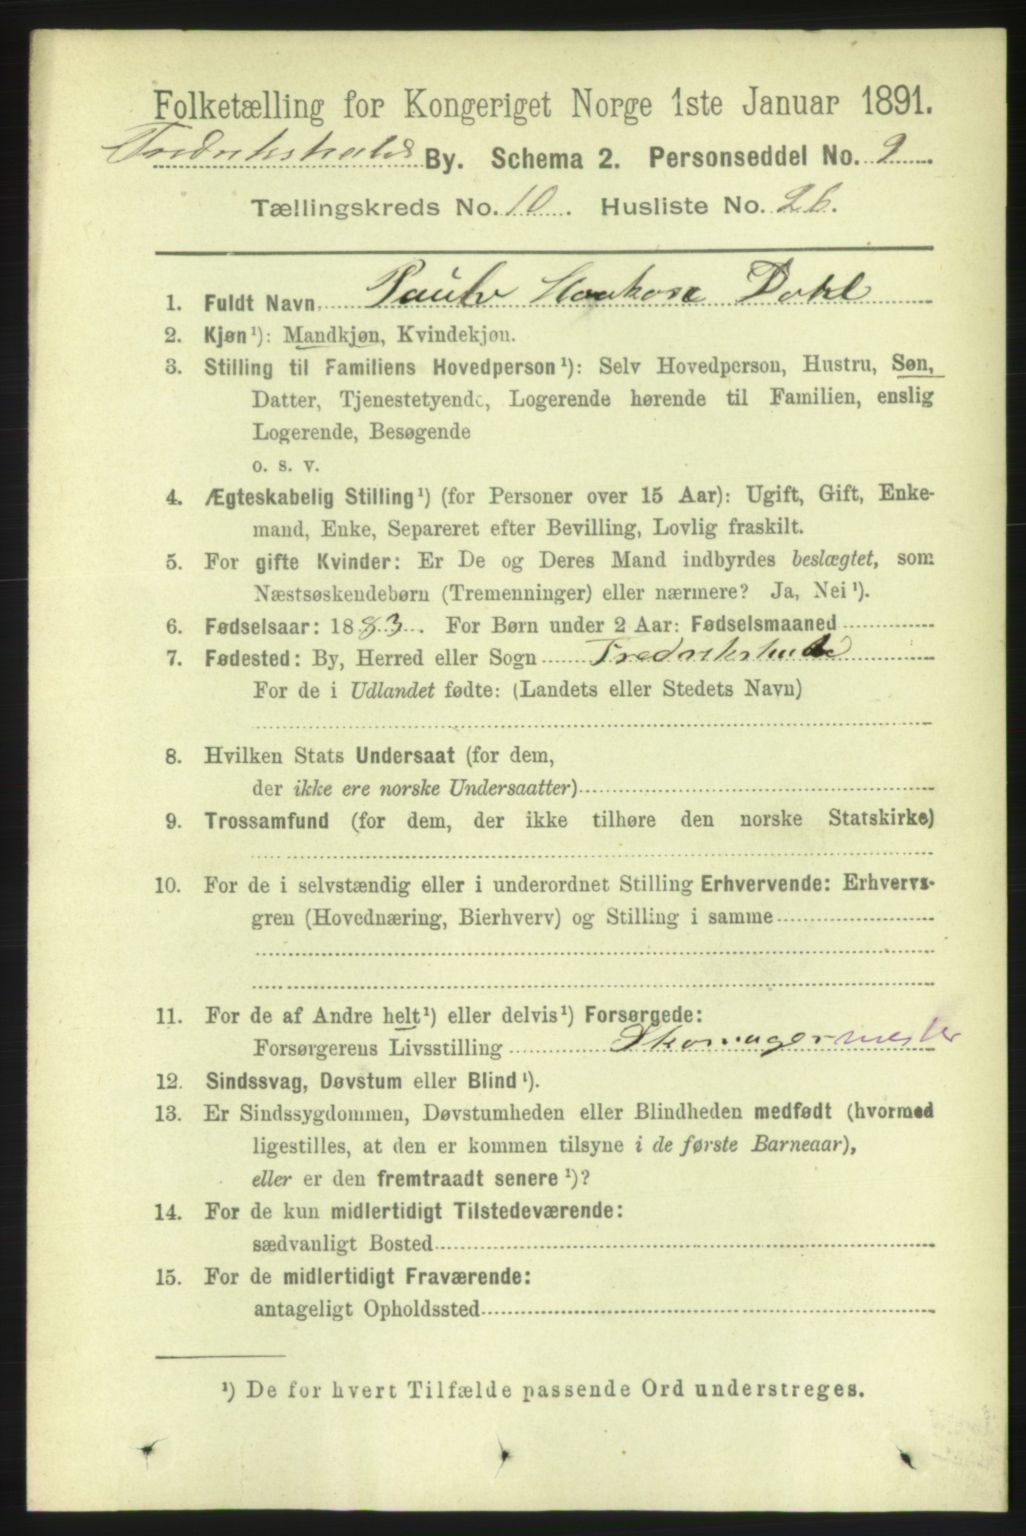 Folketælling for Kongeriget Norge 1ste Januar 1891.
Fredrikshald By. Schema 2. Personseddel No. 9.
Tællingskreds No. 10. Husliste No. 26.
1. Fuldt Navn Haakon Dahl
2. Kjøn¹): Mandkjøn, Kvindekjøn.
3. Stilling til Familiens Hovedperson¹): Selv Hovedperson, Hustru, Søn,
Datter, Tjenestetyende, Logerende hørende til Familien, enslig
Logerende, Besøgende
o. s. v.
4. Ægteskabelig Stilling¹) (for Personer over 15 Aar): Ugift, Gift, Enke-
mand, Enke, Separeret efter Bevilling, Lovlig fraskilt.
5. For gifte Kvinder: Er De og Deres Mand indbyrdes beslægtet, som
Næstsøskendebørn (Tremenninger) eller nærmere? Ja, Nei¹).
6. Fødselsaar: 1883. For Børn under 2 Aar: Fødselsmaaned
7. Fødested: By, Herred eller Sogn Fredrikshald
For de i Udlandet fødte: (Landets eller Stedets Navn)
8. Hvilken Stats Undersaat (for dem,
der ikke ere norske Undersaatter)
9. Trossamfund (for dem, der ikke tilhøre den norske Statskirke)
10. For de i selvstændig eller i underordnet Stilling Erhvervende: Erhvervs-
gren (Hovednæring, Bierhverv) og Stilling i samme
11. For de af Andre helt¹) eller delvis¹) Forsørgede:
Forsørgerens Livsstilling Skomagermester
12. Sindssvag, Døvstum eller Blind¹).
13. Er Sindssygdommen, Døvstumheden eller Blindheden medfødt (hvormed
ligestilles, at den er kommen tilsyne i de første Barneaar),
eller er den fremtraadt senere¹)?
14. For de kun midlertidigt Tilstedeværende:
sædvanligt Bosted
15. For de midlertidigt Fraværende:
antageligt Opholdssted
¹) De for hvert Tilfælde passende Ord understreges.